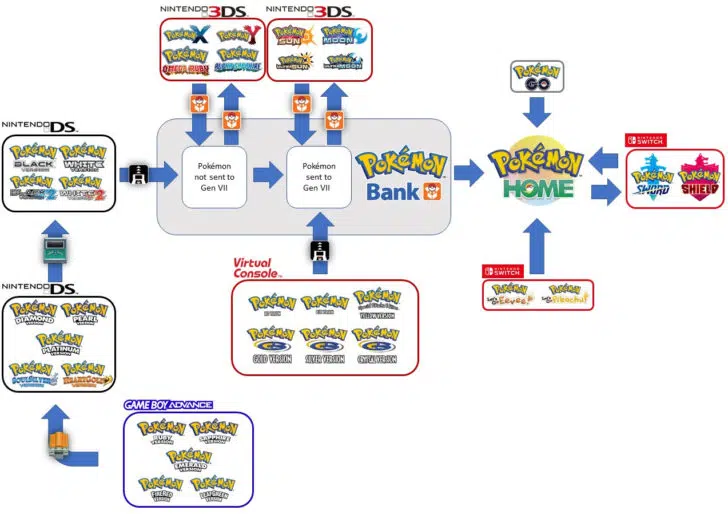 NINTENDO 3DS
NINTENDO 3DS
Pokémon X
Pokémon Y
Pokémon
OMEGA RUBY
Pokémon
ALPHA SAPPHIRE
Pokémon
SUN
Pokémon
MOON
Pokémon
ULTRA SUN
Pokémon
ULTRA MOON
Pokémon
GO
NINTENDO DS
Pokémon
BLACK
VERSION
Pokémon
WHITE
VERSION
Pokémon
BLACK
VERSION 2
Pokémon
WHITE
VERSION 2
Pokémon
not sent to
Gen VII
Pokémon
sent to
Gen VII
Pokémon
Bank
Pokémon
HOME
NINTENDO
SWITCH
Pokémon
SWORD
Pokémon
SHIELD
NINTENDO DS
Pokémon
DIAMOND
VERSION
Pokémon
PEARL
VERSION
Pokémon
PLATINUM
VERSION
Pokémon
SOULSILVER
VERSION
Pokémon
HEARTGOLD
VERSION
Virtual
Console™
Pokémon
Pokémon
Pokémon
Special Pikachu Edition
YELLOW VERSION
Pokémon
GOLD VERSION
Pokémon
SILVER VERSION
Pokémon
CRYSTAL VERSION
NINTENDO
SWITCH
Pokémon
Let's Go Eevee!
Pokémon
Let's Go Pikachu!
GAME BOY ADVANCE
Pokémon
RUBY
VERSION
Pokémon
SAPPHIRE
VERSION
Pokémon
EMERALD
VERSION
Pokémon
FIRERED
VERSION
Pokémon
LEAFGREEN
VERSION